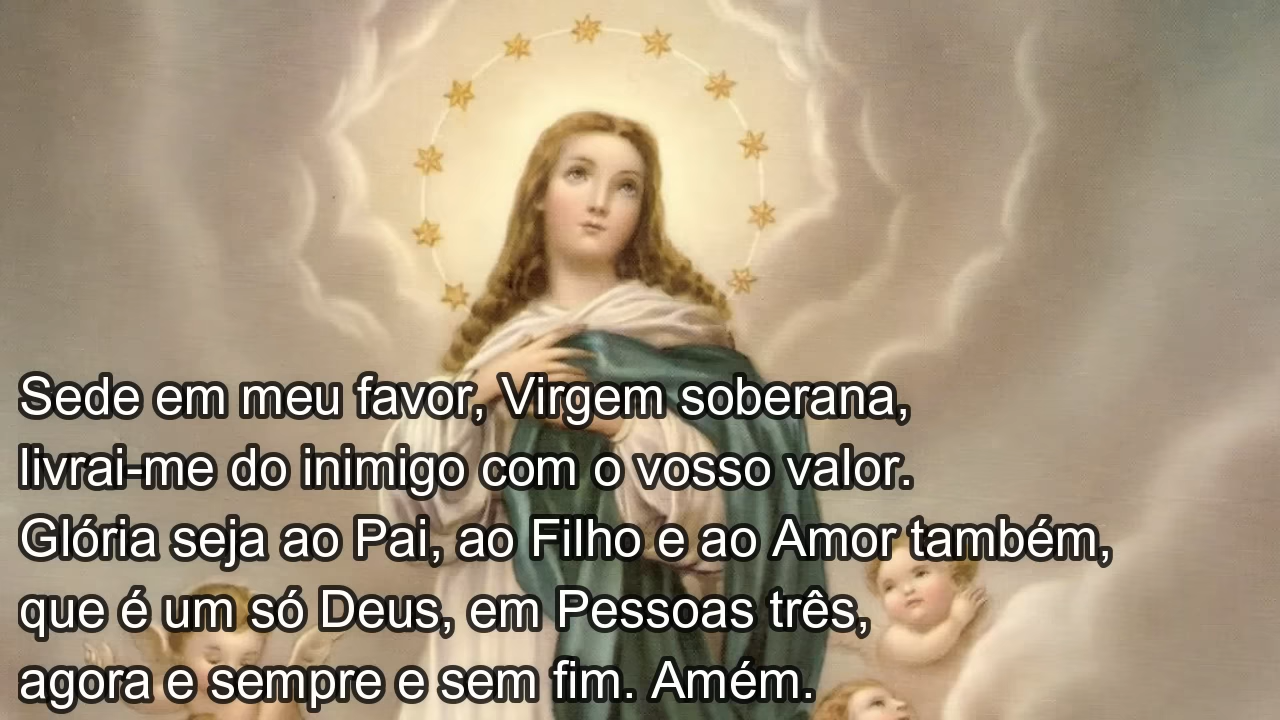 Sede em meu favor, Virgem soberana,
livrai-me do inimigo com o vosso valor.
Glória seja ao Pai, ao Filho e ao Amor também,
que é um só Deus, em Pessoas três,
agora e sempre e sem fim. Amém.